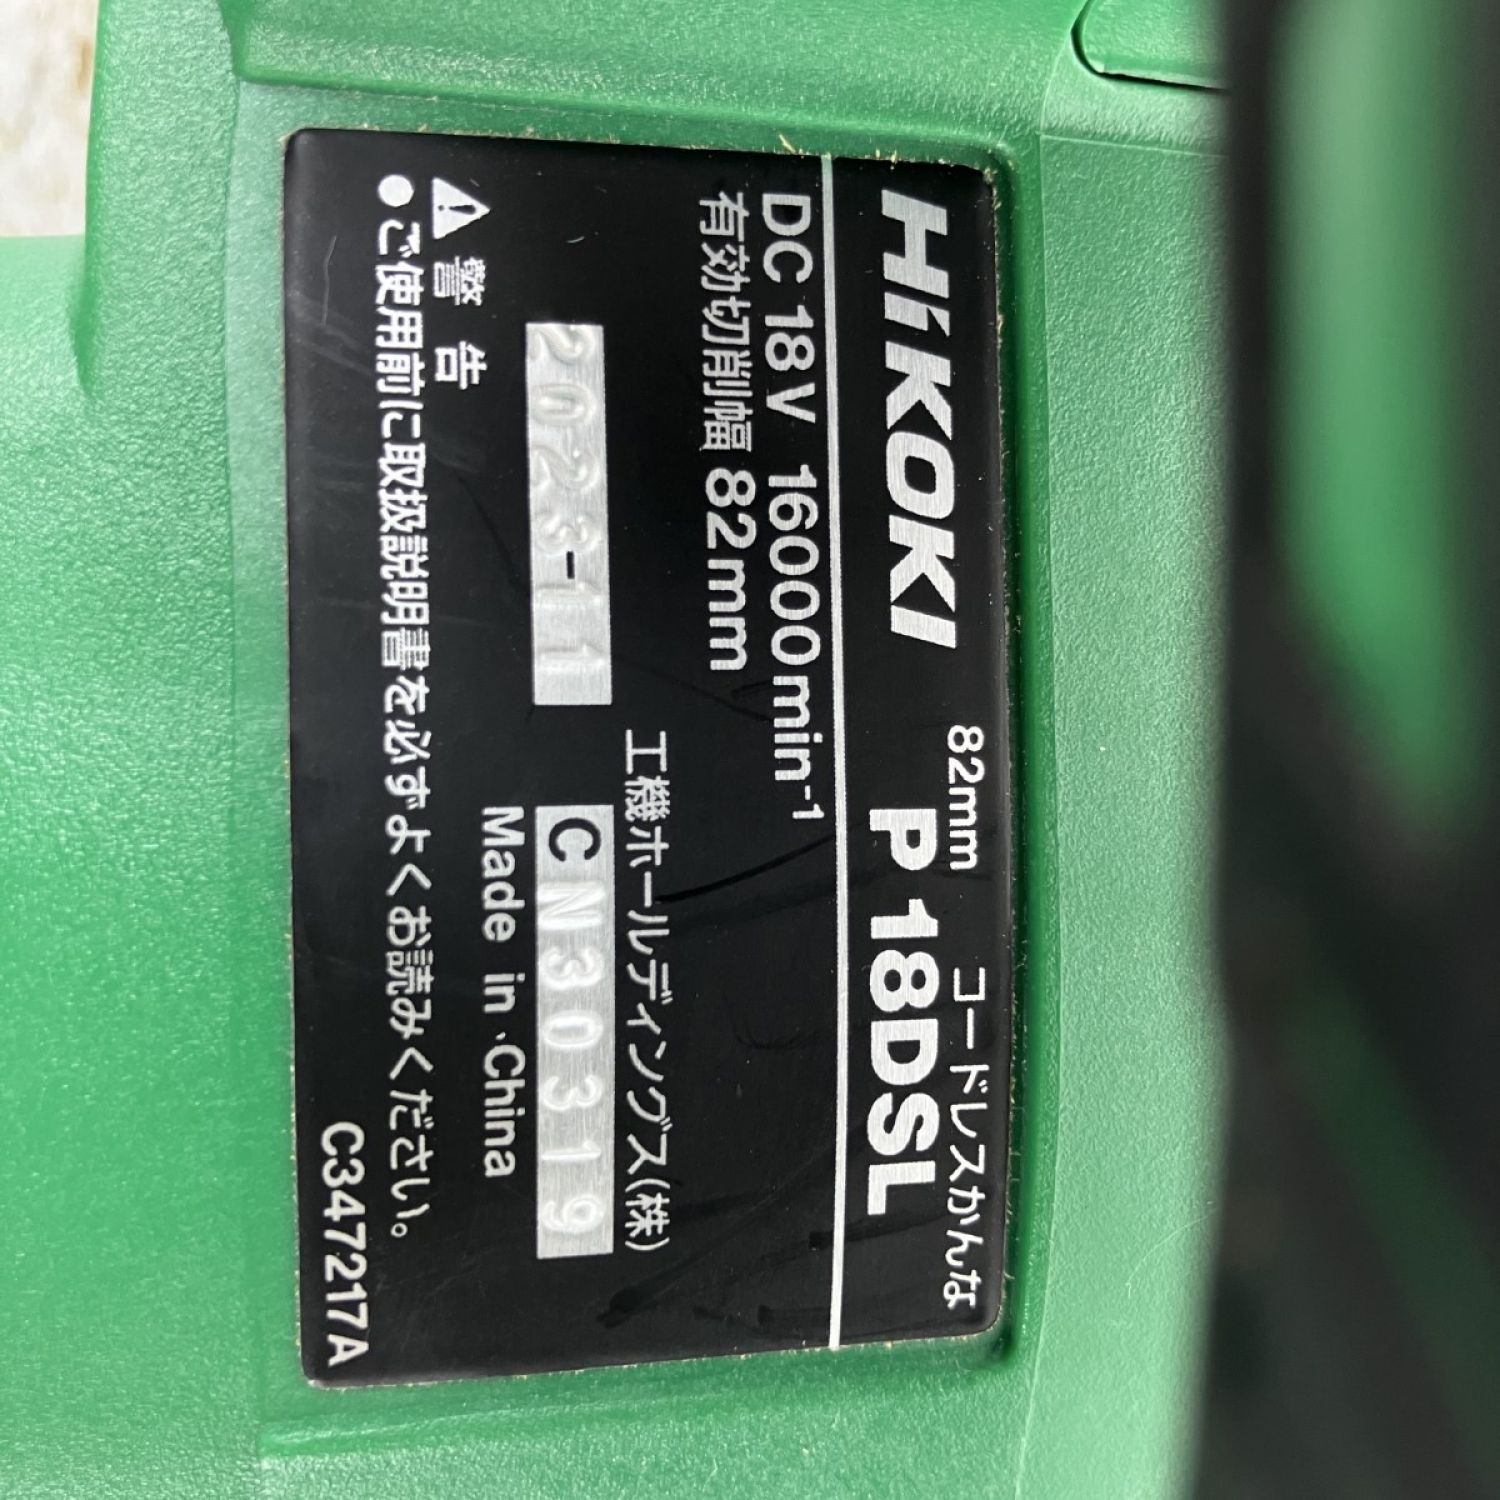 HiKOKI
82mm コードレスかんな
P 18DSL
DC 18V 16000min⁻¹
有効切削幅 82mm
工機ホールディングス(株)
2023-11 CN303019
Made in China
⚠ 警告
●ご使用前に取扱説明書を必ずよくお読みください。
C347217A